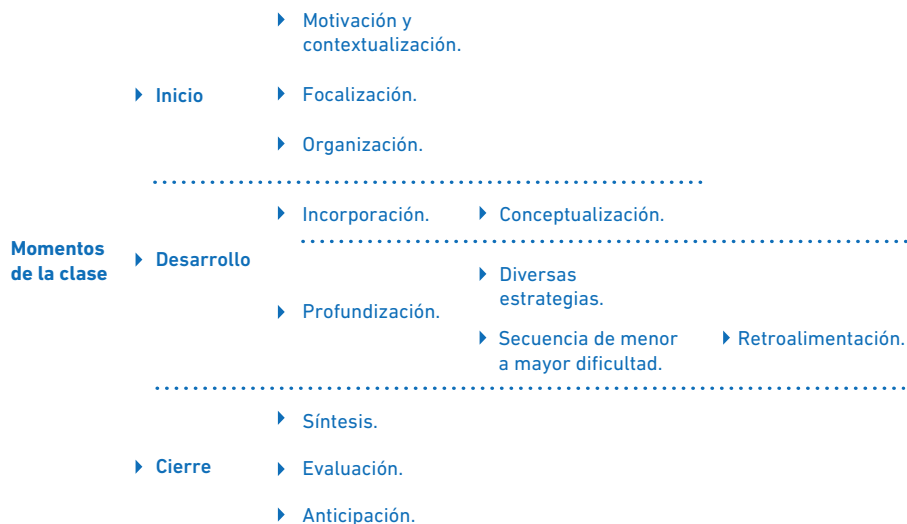 Motivación y
contextualización.
Inicio
Focalización.
Organización.
Incorporación.
Conceptualización.
Momentos
de la clase
Desarrollo
Diversas
estrategias.
Profundización.
Secuencia de menor
a mayor dificultad.
Retroalimentación.
Síntesis.
Cierre
Evaluación.
Anticipación.